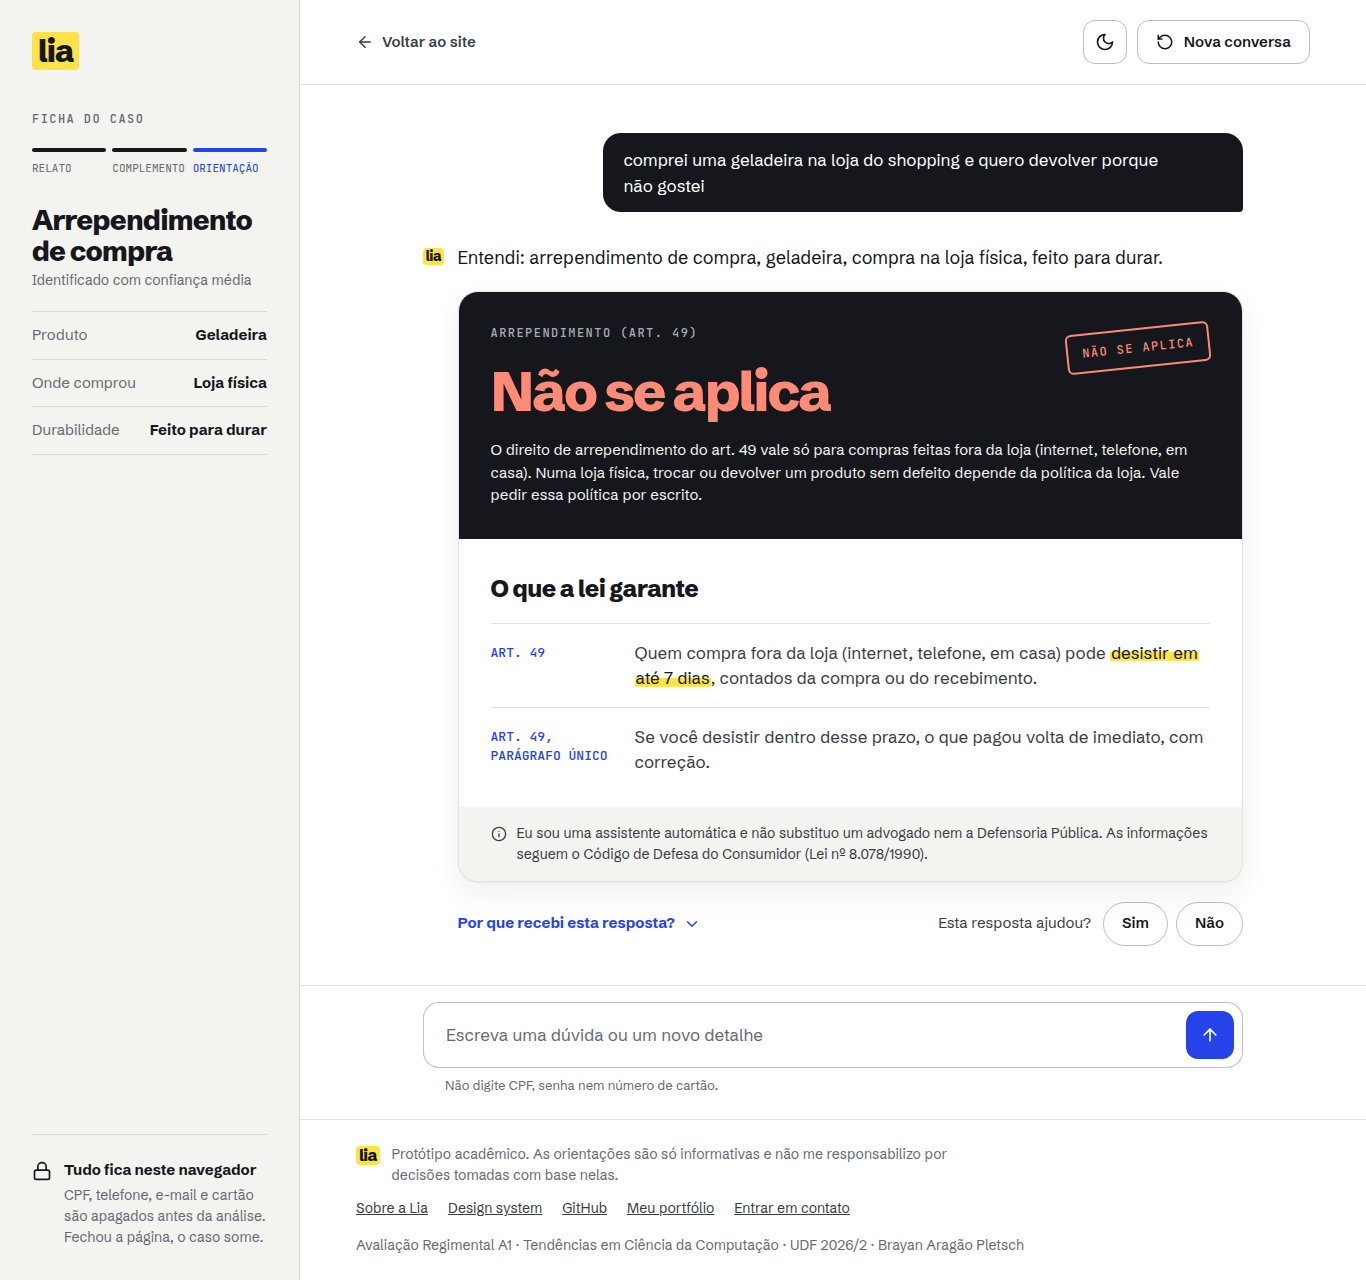 lia
FICHA DO CASO
RELATO
COMPLEMENTO
ORIENTAÇÃO
Arrependimento
de compra
Identificado com confiança média
Produto Geladeira
Onde comprou Loja física
Durabilidade Feito para durar
Tudo fica neste navegador
CPF, telefone, e-mail e cartão
são apagados antes da análise.
Fechou a página, o caso some.
Voltar ao site
Nova conversa
comprei uma geladeira na loja do shopping e quero devolver porque
não gostei
lia
Entendi: arrependimento de compra, geladeira, compra na loja física, feito para durar.
ARREPENDIMENTO (ART. 49)
NÃO SE APLICA
Não se aplica
O direito de arrependimento do art. 49 vale só para compras feitas fora da loja (internet, telefone, em
casa). Numa loja física, trocar ou devolver um produto sem defeito depende da política da loja. Vale
pedir essa política por escrito.
O que a lei garante
ART. 49
Quem compra fora da loja (internet, telefone, em casa) pode desistir em
até 7 dias, contados da compra ou do recebimento.
ART. 49,
PARÁGRAFO ÚNICO
Se você desistir dentro desse prazo, o que pagou volta de imediato, com
correção.
Eu sou uma assistente automática e não substituo um advogado nem a Defensoria Pública. As informações
seguem o Código de Defesa do Consumidor (Lei nº 8.078/1990).
Por que recebi esta resposta?
Esta resposta ajudou?
Sim
Não
Escreva uma dúvida ou um novo detalhe
Não digite CPF, senha nem número de cartão.
lia
Protótipo acadêmico. As orientações são só informativas e não me responsabilizo por
decisões tomadas com base nelas.
Sobre a Lia Design system GitHub Meu portfólio Entrar em contato
Avaliação Regimental A1 · Tendências em Ciência da Computação · UDF 2026/2 · Brayan Aragão Pletsch